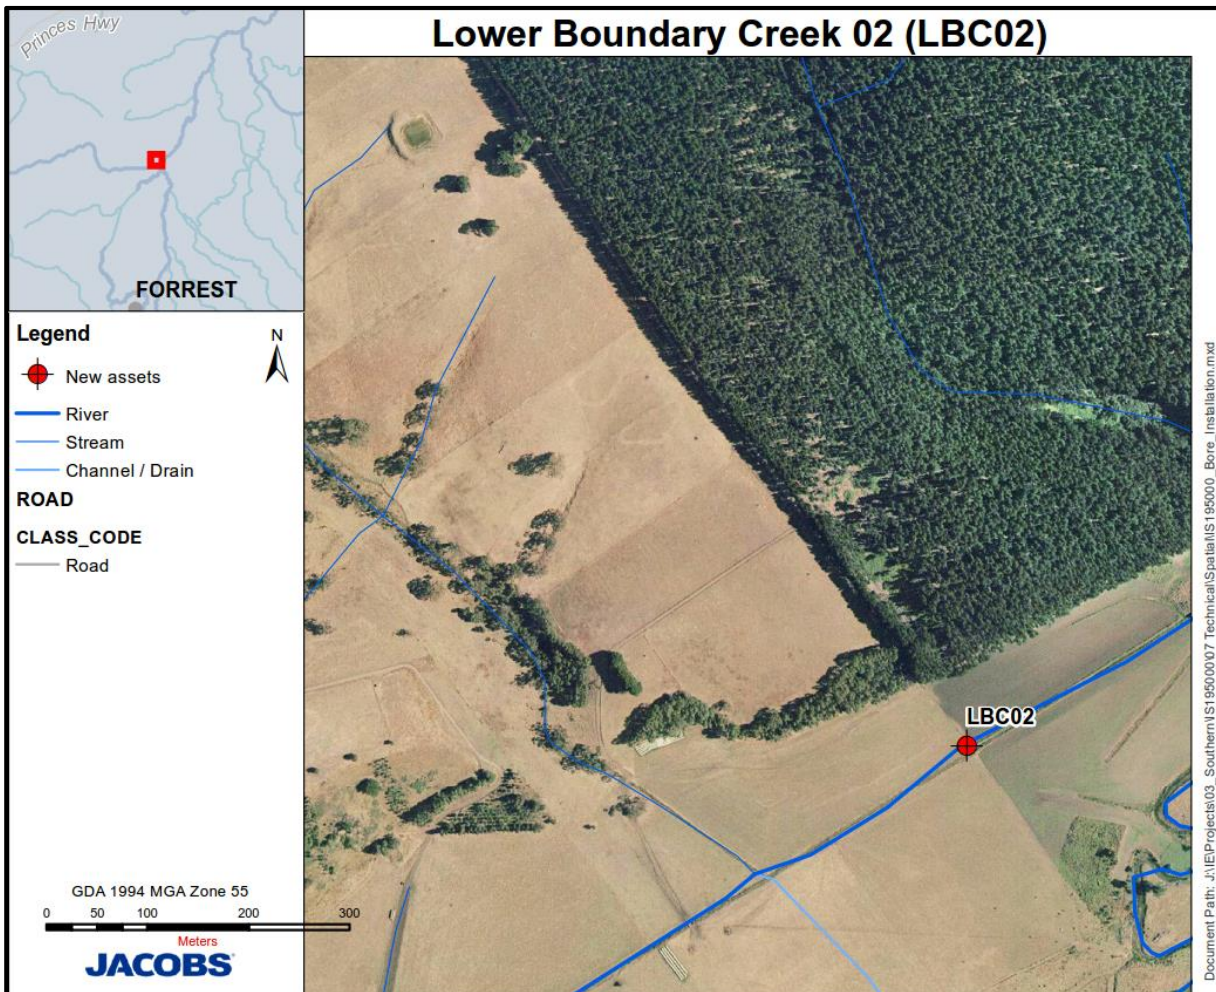 Lower Boundary Creek 02 (LBC02)
Princes Hwy
FORREST
Legend
N
New assets
River
Stream
Channel / Drain
ROAD
CLASS_CODE
Road
LBC02
GDA 1994 MGA Zone 55
0 50 100 200 300
Meters
JACOBS
Document Path: J:\IE\Projects\03_Southern\IS195000\07 Technical\Spatial\IS195000_Bore_Installation.mxd